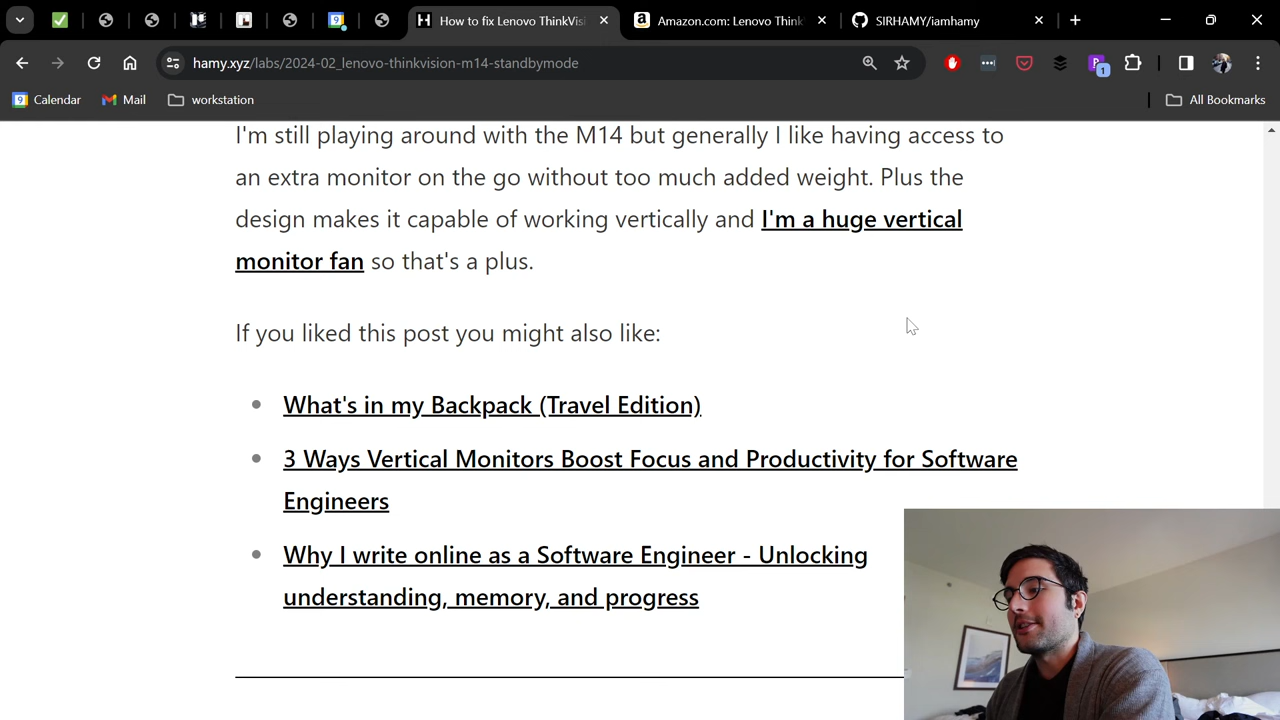 How to fix Lenovo ThinkVisi
Amazon.com: Lenovo Think
SIRHAMY/iamhamy
hamy.xyz/labs/2024-02_lenovo-thinkvision-m14-standbymode
1
9 Calendar
Mail
workstation
All Bookmarks
I'm still playing around with the M14 but generally I like having access to
an extra monitor on the go without too much added weight. Plus the
design makes it capable of working vertically and I'm a huge vertical
monitor fan so that's a plus.
If you liked this post you might also like:
What's in my Backpack (Travel Edition)
3 Ways Vertical Monitors Boost Focus and Productivity for Software
Engineers
Why I write online as a Software Engineer - Unlocking
understanding, memory, and progress